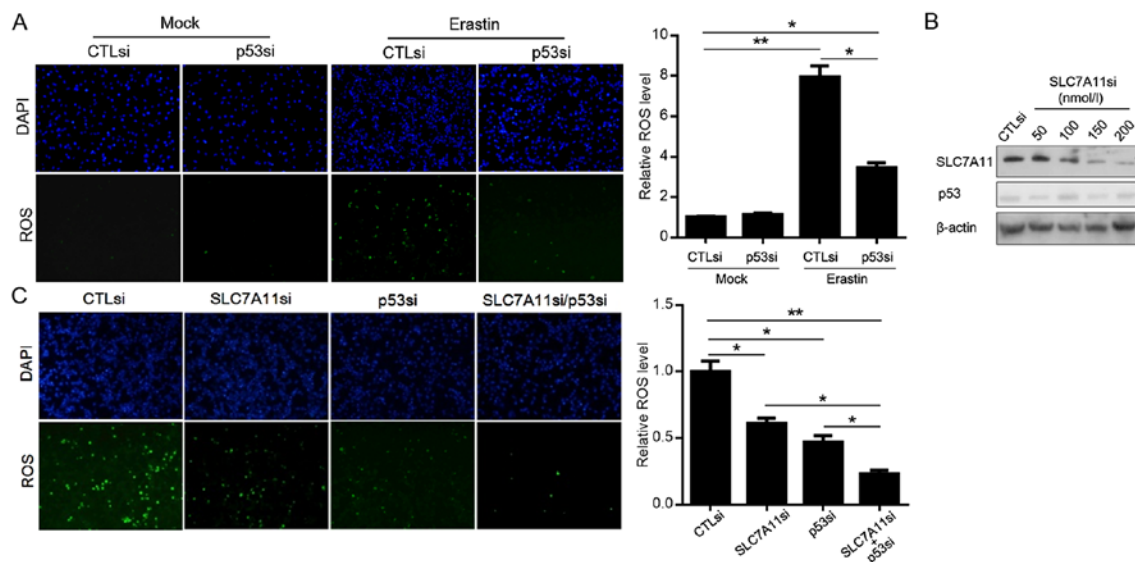 A
Mock
Erastin
CTLsi
p53si
CTLsi
p53si
DAPI
ROS
Relative ROS level
10
8
6
4
2
0
**
*
*
CTLsi
p53si
CTLsi
p53si
Mock
Erastin
B
SLC7A11si
(nmol/l)
CTLsi
50
100
150
200
SLC7A11
p53
β-actin
C
CTLsi
SLC7A11si
p53si
SLC7A11si/p53si
DAPI
ROS
Relative ROS level
1.5
1.0
0.5
0.0
**
*
*
*
*
CTLsi
SLC7A11si
p53si
SLC7A11si
+
p53si